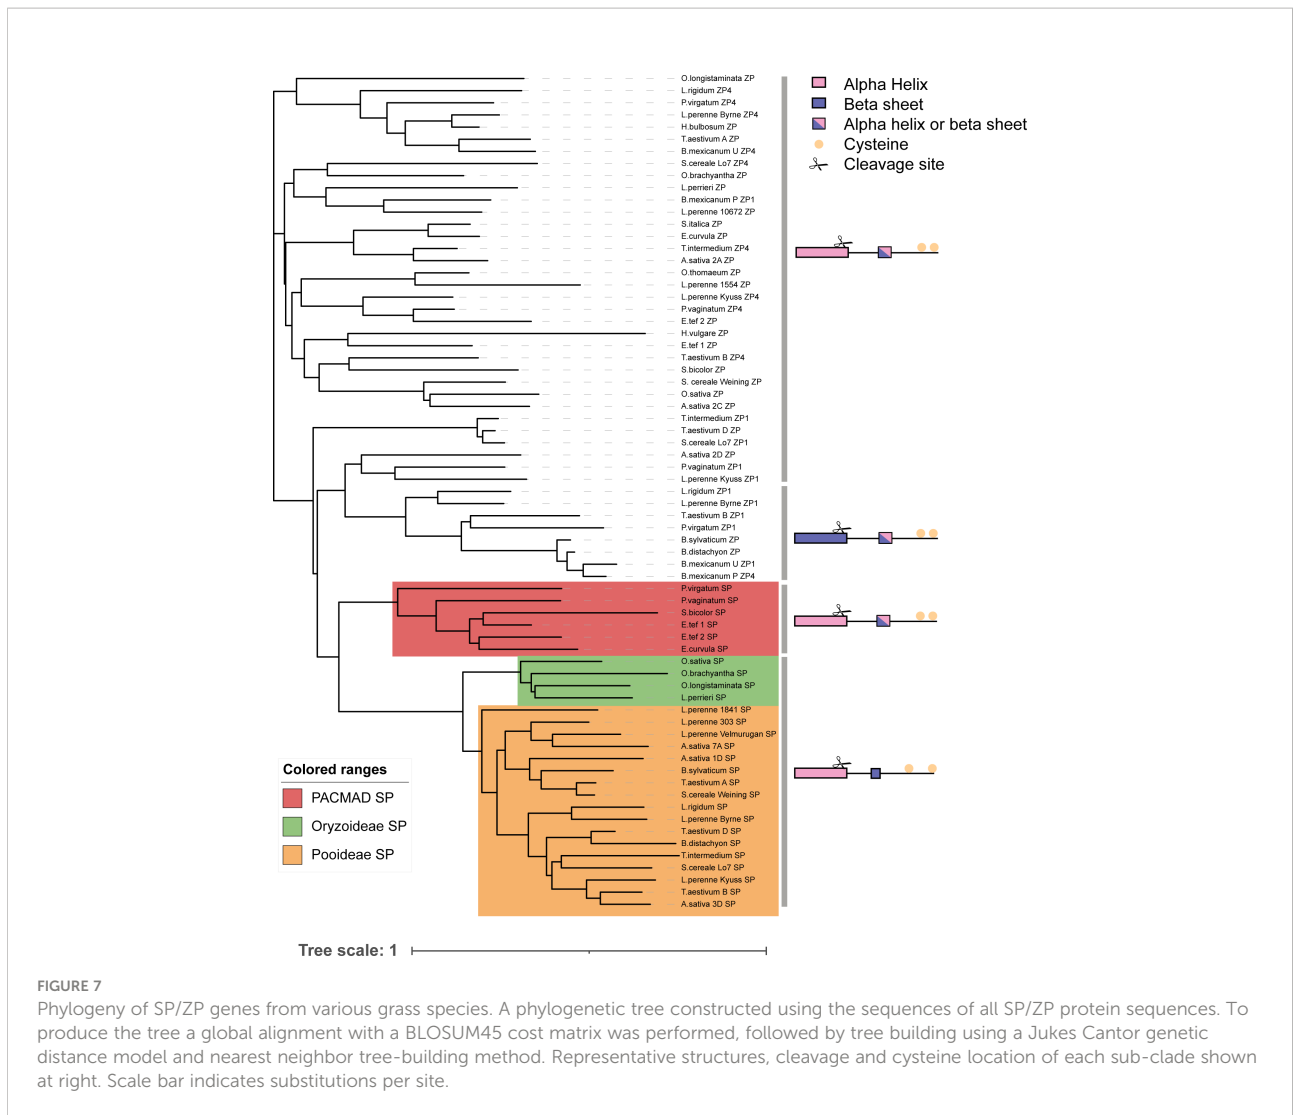 O.longistaminata ZP
L.rigidum ZP4
P.virgatum ZP4
L.perenne Byrne ZP4
H.bulbosum ZP
T.aestivum A ZP
B.mexicanum U ZP4
S.cereale Lo7 ZP4
O.brachyantha ZP
L.perrieri ZP
B.mexicanum P ZP1
L.perenne 10672 ZP
S.italica ZP
E.curvula ZP
T.intermedium ZP4
A.sativa 2A ZP
O.thomaeum ZP
L.perenne 1554 ZP
L.perenne Kyuss ZP4
P.vaginatum ZP4
E.tef 2 ZP
H.vulgare ZP
E.tef 1 ZP
T.aestivum B ZP4
S.bicolor ZP
S. cereale Weining ZP
O.sativa ZP
A.sativa 2C ZP
T.intermedium ZP1
T.aestivum D ZP
S.cereale Lo7 ZP1
A.sativa 2D ZP
P.vaginatum ZP1
L.perenne Kyuss ZP1
L.rigidum ZP1
L.perenne Byrne ZP1
T.aestivum B ZP1
P.virgatum ZP1
B.sylvaticum ZP
B.distachyon ZP
B.mexicanum U ZP1
B.mexicanum P ZP4
P.virgatum SP
P.vaginatum SP
S.bicolor SP
E.tef 1 SP
E.tef 2 SP
E.curvula SP
O.sativa SP
O.brachyantha SP
O.longistaminata SP
L.perrieri SP
L.perenne 1841 SP
L.perenne 303 SP
L.perenne Velmurugan SP
A.sativa 7A SP
A.sativa 1D SP
B.sylvaticum SP
T.aestivum A SP
S.cereale Weining SP
L.rigidum SP
L.perenne Byrne SP
T.aestivum D SP
B.distachyon SP
T.intermedium SP
S.cereale Lo7 SP
L.perenne Kyuss SP
T.aestivum B SP
A.sativa 3D SP
Alpha Helix
Beta sheet
Alpha helix or beta sheet
Cysteine
Cleavage site
Colored ranges
PACMAD SP
Oryzoideae SP
Pooideae SP
Tree scale: 1
FIGURE 7
Phylogeny of SP/ZP genes from various grass species. A phylogenetic tree constructed using the sequences of all SP/ZP protein sequences. To
produce the tree a global alignment with a BLOSUM45 cost matrix was performed, followed by tree building using a Jukes Cantor genetic
distance model and nearest neighbor tree-building method. Representative structures, cleavage and cysteine location of each sub-clade shown
at right. Scale bar indicates substitutions per site.